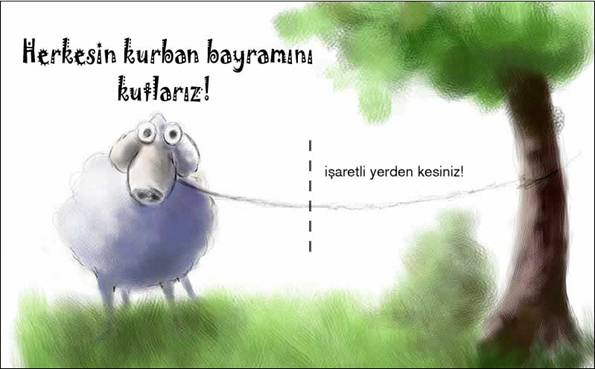 Herkesin kurban bayramını
kutlarız!
işaretli yerden kesiniz!